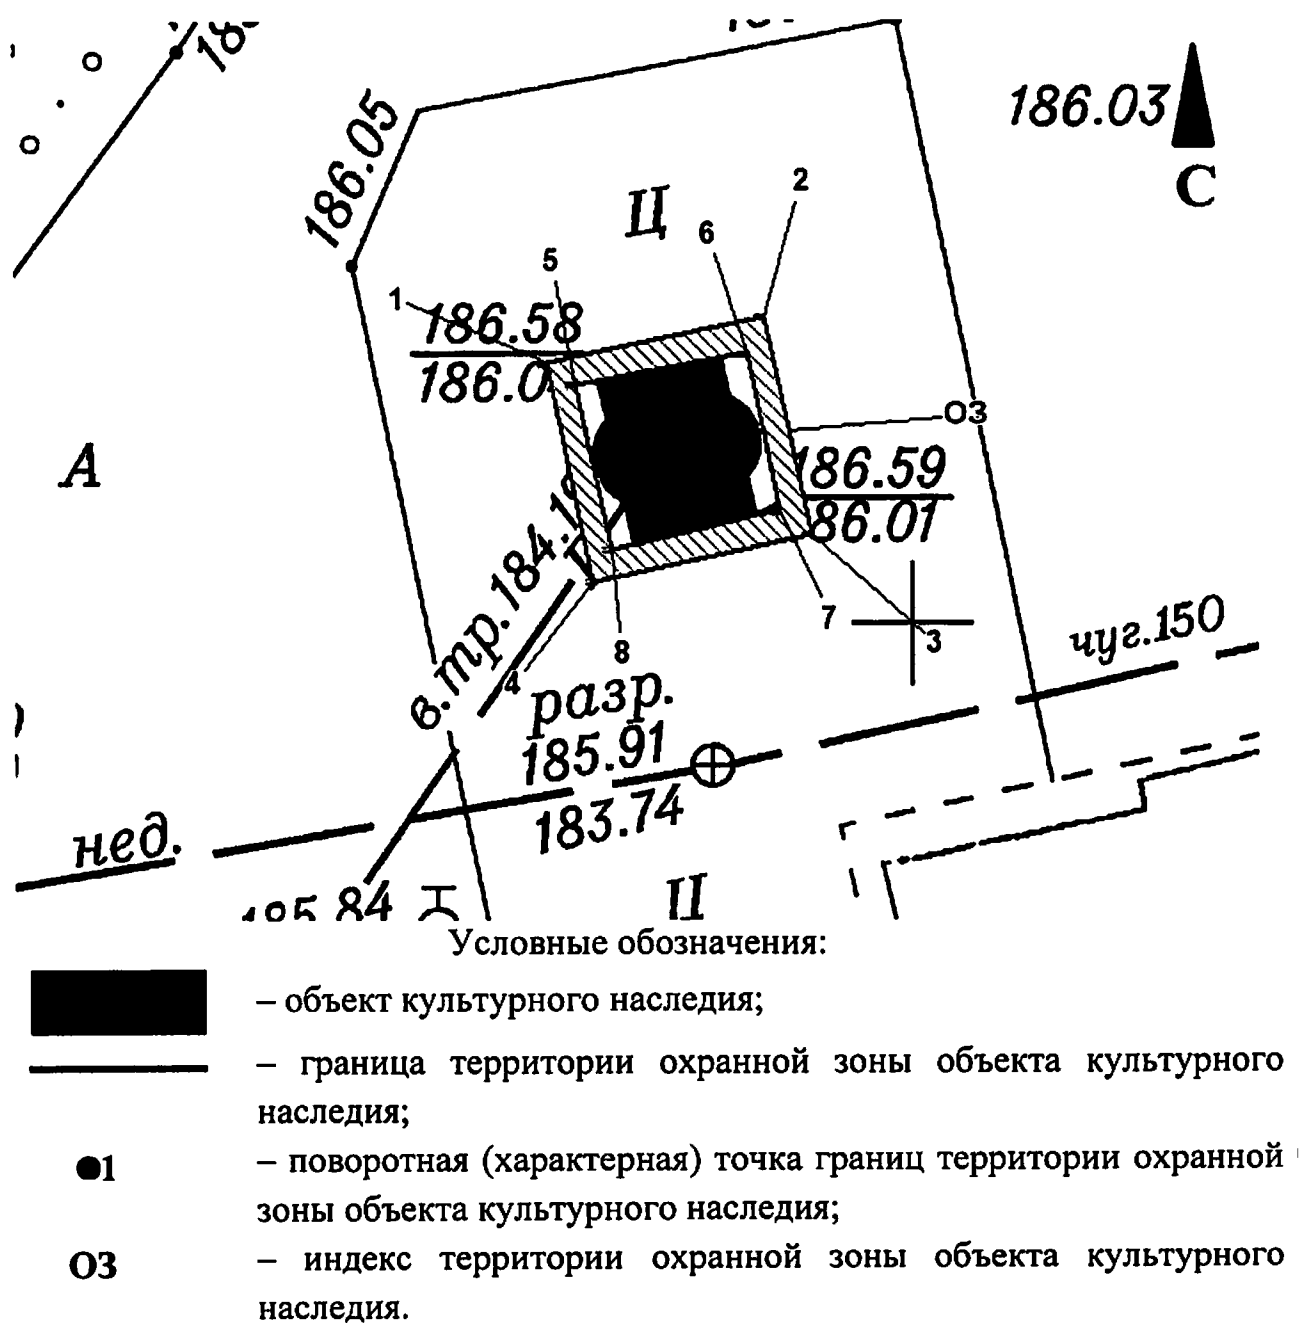 186.05
186.03
С
Ц
2
6
5
1
186.58
186.0
ОЗ
А
186.59
86.01
в.тр.184.1
7
3
8
4
чуг.150
разр.
185.91
183.74
нед.
185.84
Условные обозначения:
– объект культурного наследия;
– граница территории охранной зоны объекта культурного
наследия;
●1 – поворотная (характерная) точка границ территории охранной
зоны объекта культурного наследия;
ОЗ – индекс территории охранной зоны объекта культурного
наследия.